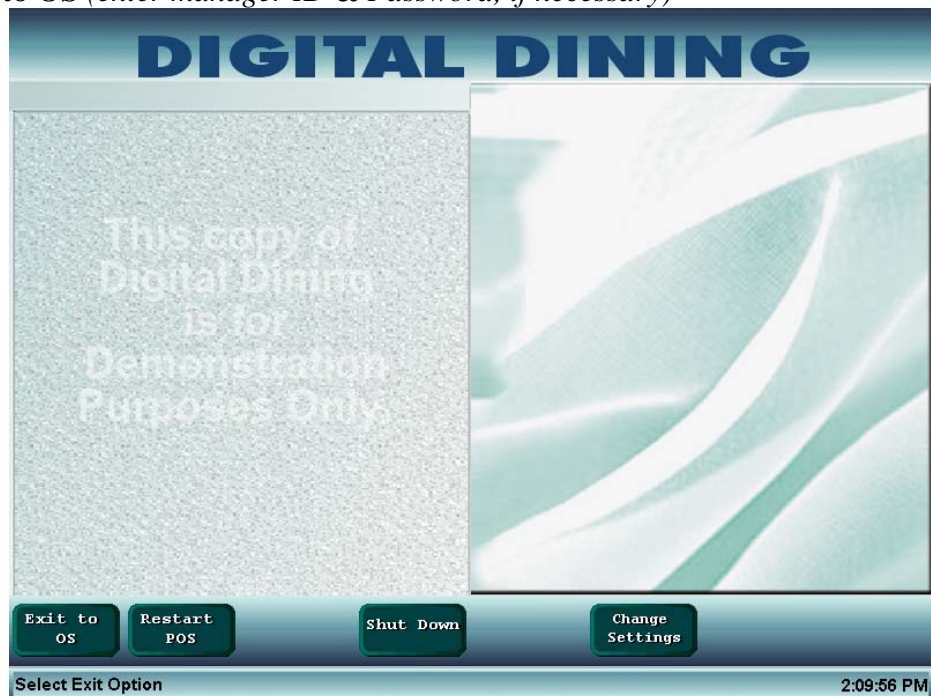 to OS (enter manager ID & Password, if necessary)
DIGITAL DINING
This copy of
Digital Dining
is for
Demonstration
Purposes Only.
Exit to
OS
Restart
POS
Shut Down
Change
Settings
Select Exit Option
2:09:56 PM